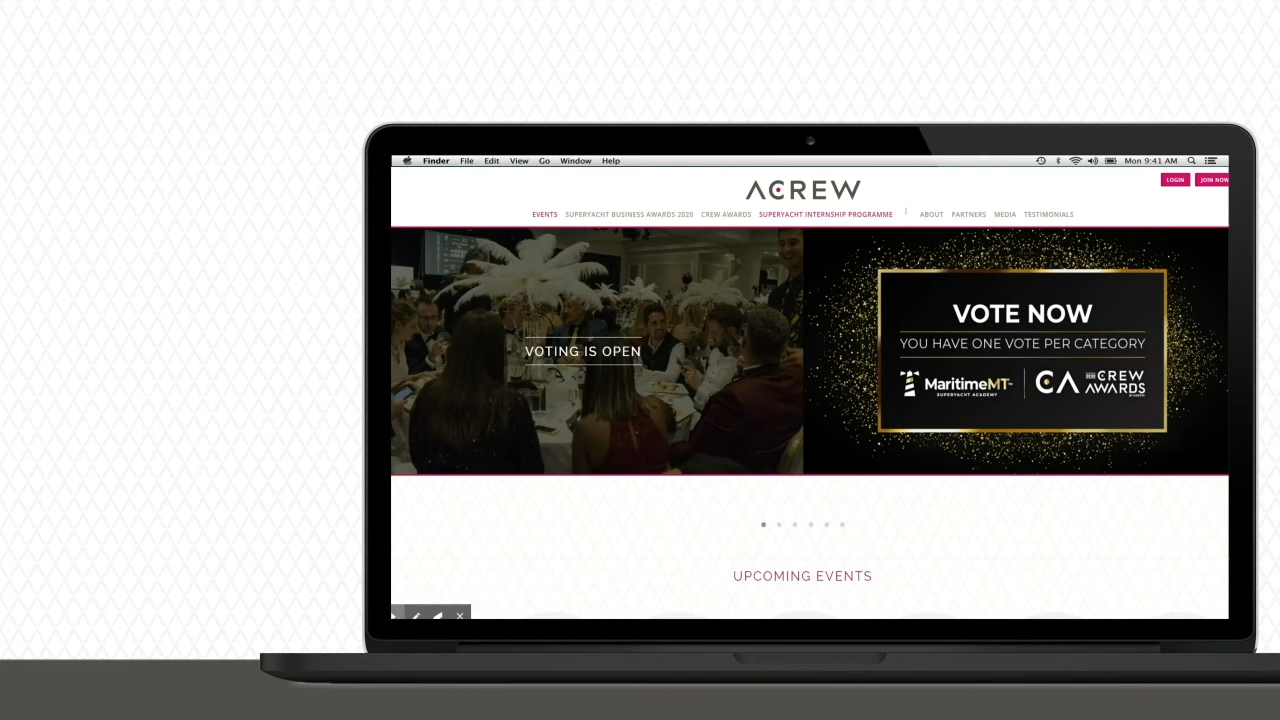 Finder File Edit View Go Window Help Mon 9:41 AM
LOGIN JOIN NOW
ACREW
EVENTS SUPERYACHT BUSINESS AWARDS 2020 CREW AWARDS SUPERYACHT INTERNSHIP PROGRAMME | ABOUT PARTNERS MEDIA TESTIMONIALS
VOTING IS OPEN
VOTE NOW
YOU HAVE ONE VOTE PER CATEGORY
MaritimeMT
SUPERYACHT ACADEMY
CA
CREW
AWARDS
UPCOMING EVENTS